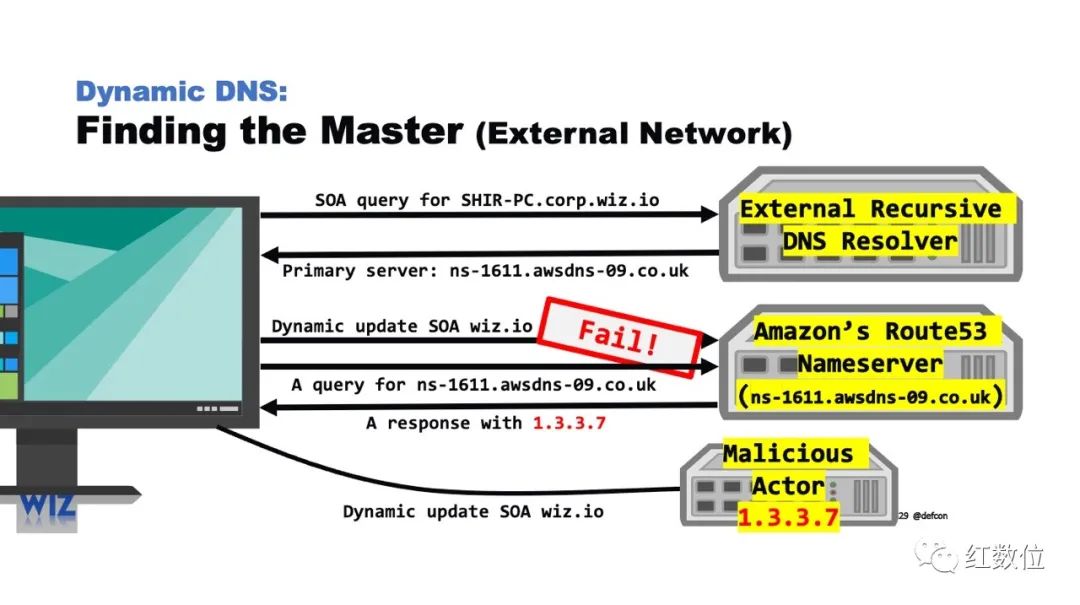 Dynamic DNS:
Finding the Master (External Network)
SOA query for SHIR-PC.corp.wiz.io
External Recursive
DNS Resolver
Primary server: ns-1611.awsdns-09.co.uk
Dynamic update SOA wiz.io
Fail!
Amazon’s Route53
Nameserver
(ns-1611.awsdns-09.co.uk)
A query for ns-1611.awsdns-09.co.uk
A response with 1.3.3.7
Malicious
Actor
1.3.3.7
Dynamic update SOA wiz.io
WIZ
29 @defcon
红数位